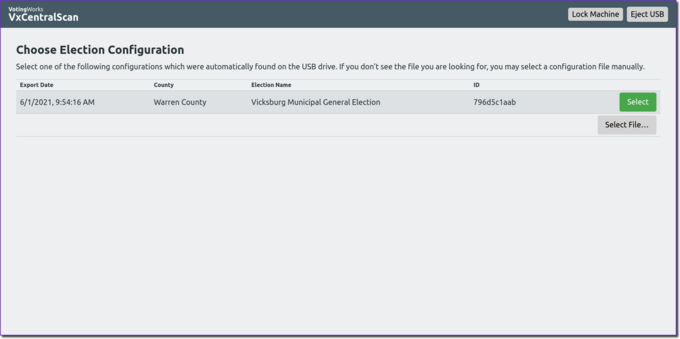 VotingWorks
VxCentralScan
Lock Machine Eject USB
Choose Election Configuration
Select one of the following configurations which were automatically found on the USB drive. If you don't see the file you are looking for, you may select a configuration file manually.
Export Date County Election Name ID
6/1/2021, 9:54:16 AM Warren County Vicksburg Municipal General Election 796d5c1aab Select
Select File...